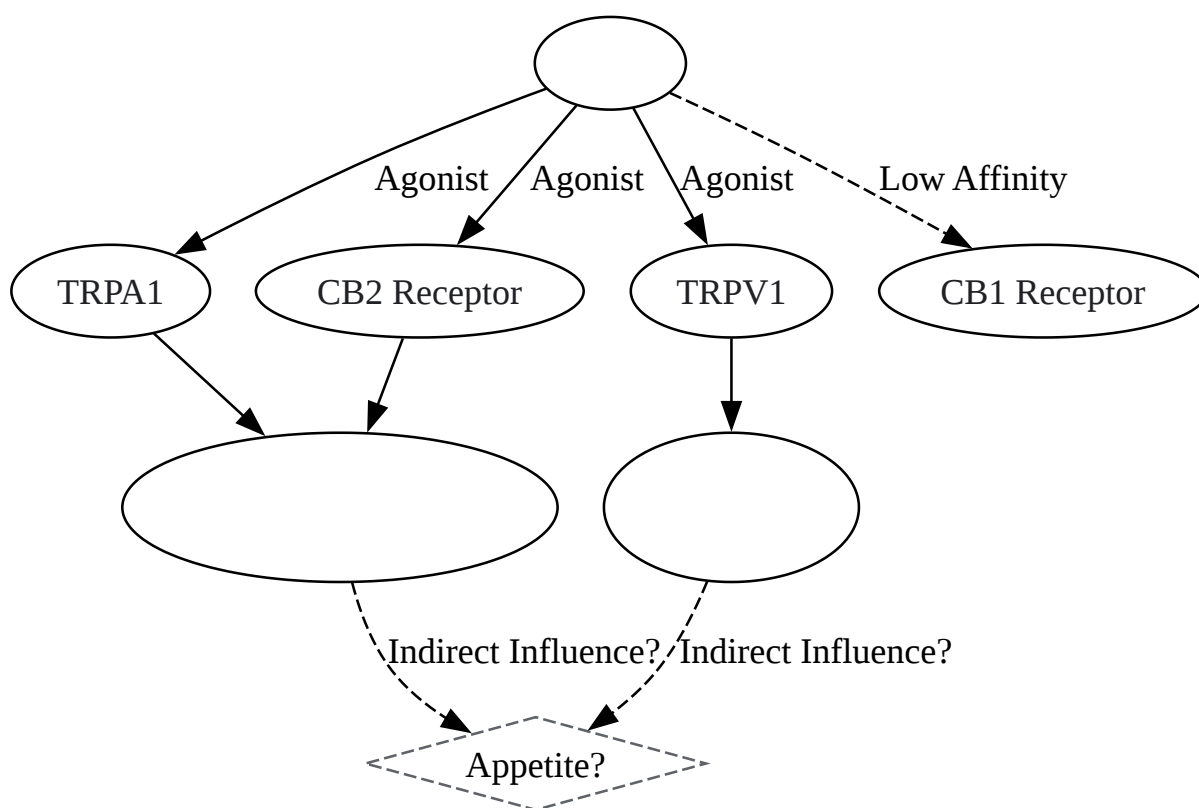 Agonist
Agonist
Agonist
Low Affinity
TRPA1
CB2 Receptor
TRPV1
CB1 Receptor
Indirect Influence?
Indirect Influence?
Appetite?